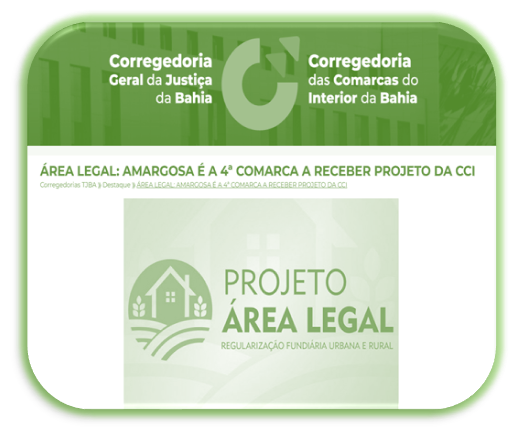 Corregedoria
Geral da Justiça
da Bahia
Corregedoria
das Comarcas do
Interior da Bahia
ÁREA LEGAL: AMARGOSA É A 4ª COMARCA A RECEBER PROJETO DA CCI
Corregedorias TJBA › Destaque › ÁREA LEGAL: AMARGOSA É A 4ª COMARCA A RECEBER PROJETO DA CCI
PROJETO
ÁREA LEGAL
REGULARIZAÇÃO FUNDIÁRIA URBANA E RURAL